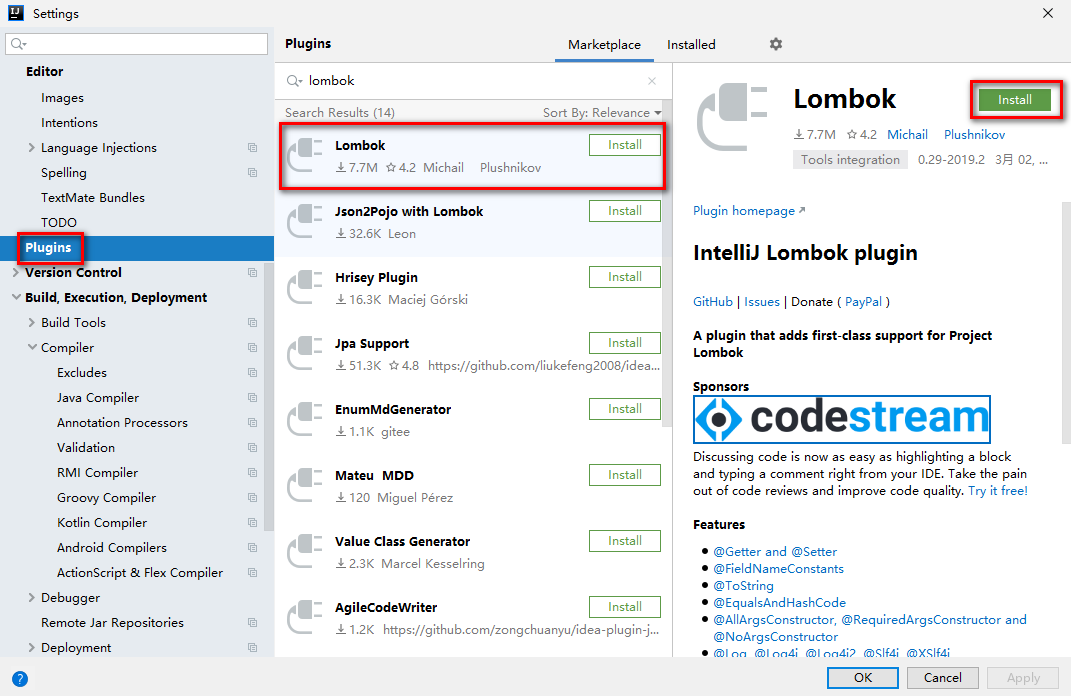 Settings
Editor
Images
Intentions
Language Injections
Spelling
TextMate Bundles
TODO
Plugins
Version Control
Build, Execution, Deployment
Build Tools
Compiler
Excludes
Java Compiler
Annotation Processors
Validation
RMI Compiler
Groovy Compiler
Kotlin Compiler
Android Compilers
ActionScript & Flex Compiler
Debugger
Remote Jar Repositories
Deployment
Plugins
Marketplace Installed
lombok
Search Results (14) Sort By: Relevance
Lombok Install
7.7M 4.2 Michail Plushnikov
Json2Pojo with Lombok Install
32.6K Leon
Hrisey Plugin Install
16.3K Maciej Górski
Jpa Support Install
51.3K 4.8 https://github.com/liukefeng2008/idea...
EnumMdGenerator Install
1.1K gitee
Mateu MDD Install
120 Miguel Pérez
Value Class Generator Install
2.3K Marcel Kesselring
AgileCodeWriter Install
1.2K https://github.com/zongchuanyu/idea-plugin-j...
Lombok Install
7.7M 4.2 Michail Plushnikov
Tools integration 0.29-2019.2 3月 02, ...
Plugin homepage
IntelliJ Lombok plugin
GitHub | Issues | Donate ( PayPal )
A plugin that adds first-class support for Project
Lombok
Sponsors
codestream
Discussing code is now as easy as highlighting a block
and typing a comment right from your IDE. Take the pain
out of code reviews and improve code quality. Try it free!
Features
@Getter and @Setter
@FieldNameConstants
@ToString
@EqualsAndHashCode
@AllArgsConstructor, @RequiredArgsConstructor and
@NoArgsConstructor
@Log, @Log4j, @Log4j2, @Slf4j, @XSlf4j
? OK Cancel Apply